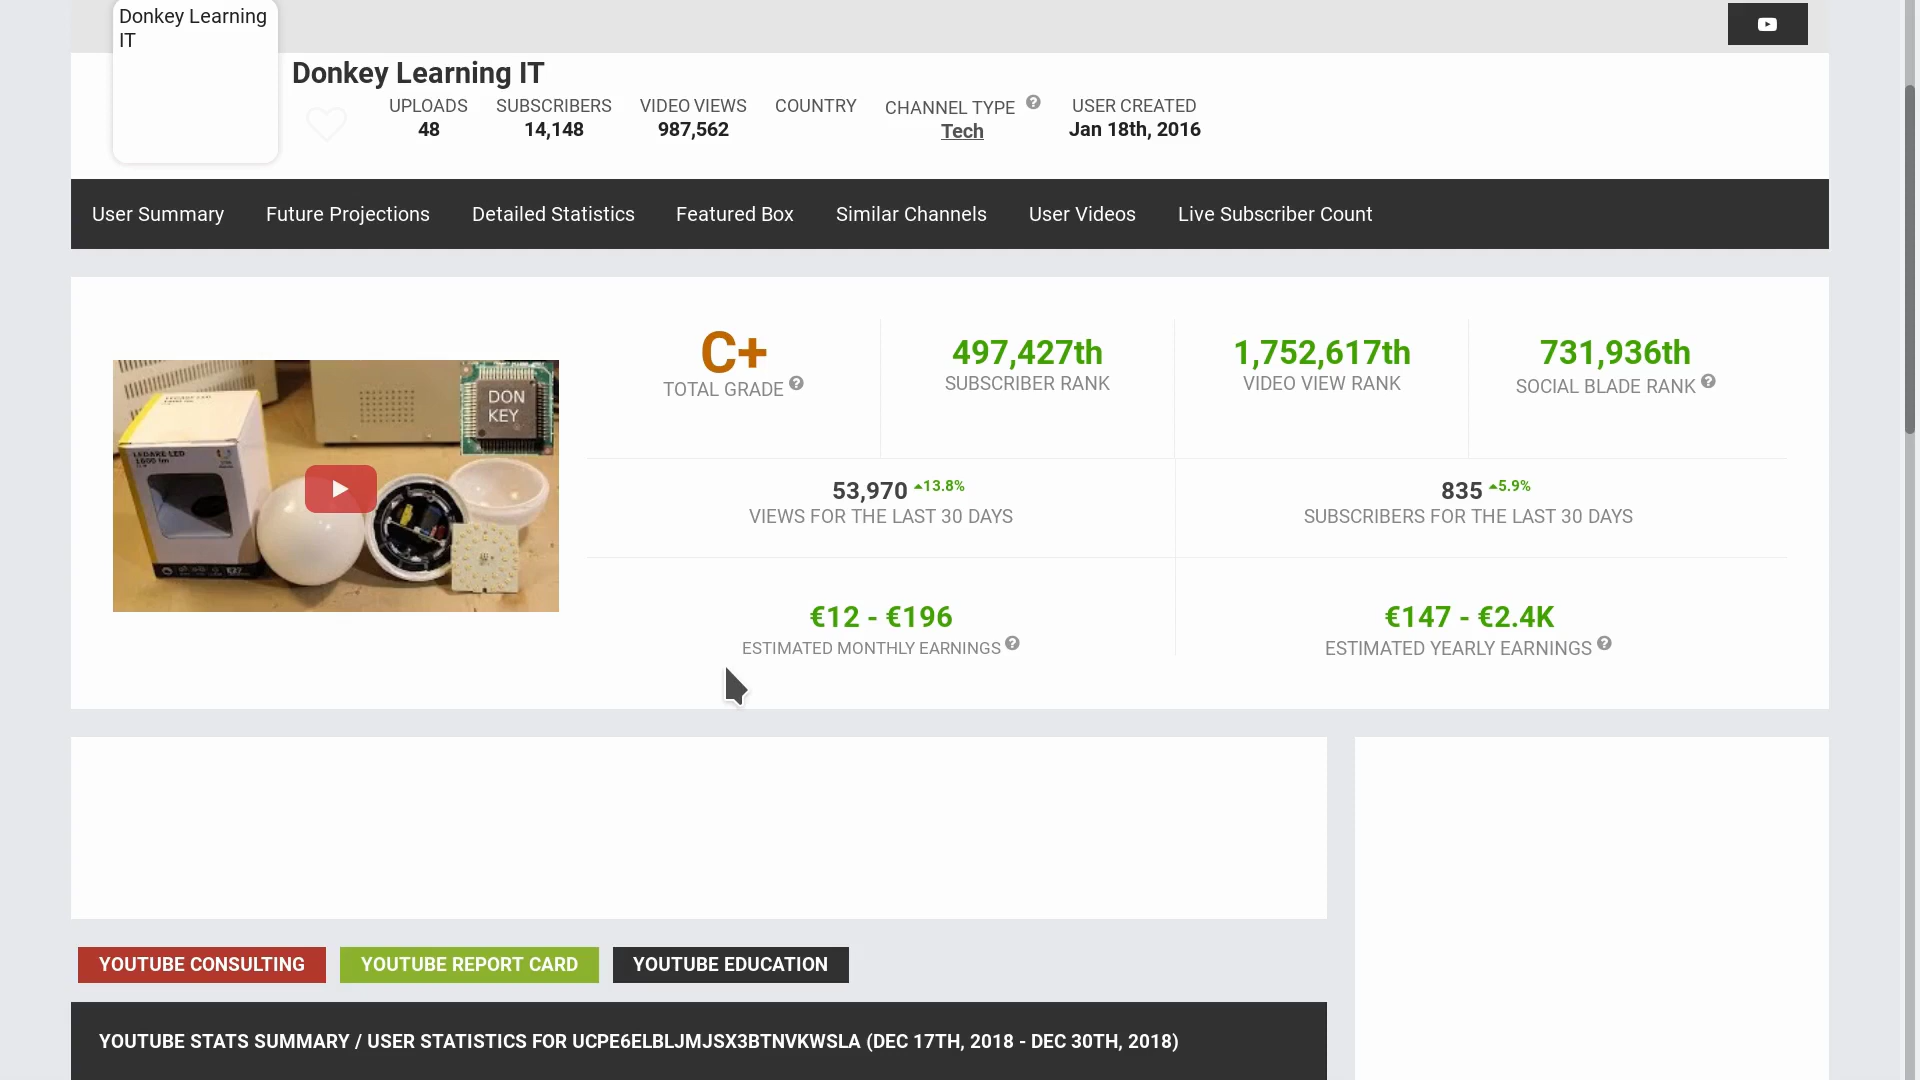 Donkey Learning
IT
Donkey Learning IT
UPLOADS
48
SUBSCRIBERS
14,148
VIDEO VIEWS
987,562
COUNTRY
CHANNEL TYPE
Tech
USER CREATED
Jan 18th, 2016
User Summary
Future Projections
Detailed Statistics
Featured Box
Similar Channels
User Videos
Live Subscriber Count
DON
KEY
LEDARE LED
E27
C+
TOTAL GRADE
497,427th
SUBSCRIBER RANK
1,752,617th
VIDEO VIEW RANK
731,936th
SOCIAL BLADE RANK
53,970 13.8%
VIEWS FOR THE LAST 30 DAYS
835 5.9%
SUBSCRIBERS FOR THE LAST 30 DAYS
€12 - €196
ESTIMATED MONTHLY EARNINGS
€147 - €2.4K
ESTIMATED YEARLY EARNINGS
YOUTUBE CONSULTING
YOUTUBE REPORT CARD
YOUTUBE EDUCATION
YOUTUBE STATS SUMMARY / USER STATISTICS FOR UCPE6ELBLJMJSX3BTNVKWSLA (DEC 17TH, 2018 - DEC 30TH, 2018)